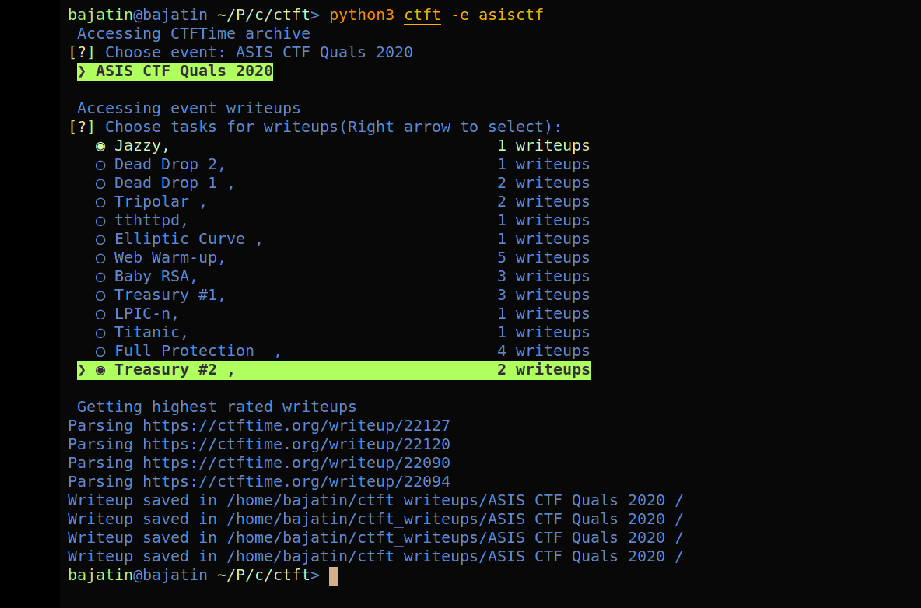 bajatin@bajatin ~/P/c/ctft> python3 ctft -e asisctf
Accessing CTFTime archive
[?] Choose event: ASIS CTF Quals 2020
❯ ASIS CTF Quals 2020
Accessing event writeups
[?] Choose tasks for writeups(Right arrow to select):
◉ Jazzy, 1 writeups
○ Dead Drop 2, 1 writeups
○ Dead Drop 1 , 2 writeups
○ Tripolar , 2 writeups
○ tthttpd, 1 writeups
○ Elliptic Curve , 1 writeups
○ Web Warm-up, 5 writeups
○ Baby RSA, 3 writeups
○ Treasury #1, 3 writeups
○ LPIC-n, 1 writeups
○ Titanic, 1 writeups
○ Full Protection  , 4 writeups
❯ ◉ Treasury #2 , 2 writeups
Getting highest rated writeups
Parsing https://ctftime.org/writeup/22127
Parsing https://ctftime.org/writeup/22120
Parsing https://ctftime.org/writeup/22090
Parsing https://ctftime.org/writeup/22094
Writeup saved in /home/bajatin/ctft_writeups/ASIS CTF Quals 2020 /
Writeup saved in /home/bajatin/ctft_writeups/ASIS CTF Quals 2020 /
Writeup saved in /home/bajatin/ctft_writeups/ASIS CTF Quals 2020 /
Writeup saved in /home/bajatin/ctft_writeups/ASIS CTF Quals 2020 /
bajatin@bajatin ~/P/c/ctft>